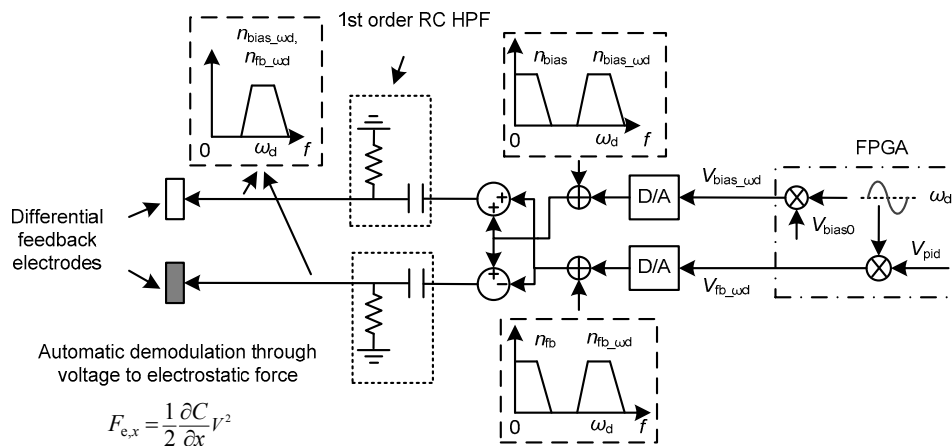 1st order RC HPF
n_bias_ωd,
n_fb_ωd
0 ω_d f
n_bias n_bias_ωd
0 ω_d f
FPGA
V_bias_ωd
D/A
ω_d
V_bias0
V_pid
Differential
feedback
electrodes
+ +
+
+
+ -
D/A
V_fb_ωd
n_fb n_fb_ωd
0 ω_d f
Automatic demodulation through
voltage to electrostatic force
F_e,x = 1/2 ∂C/∂x V²